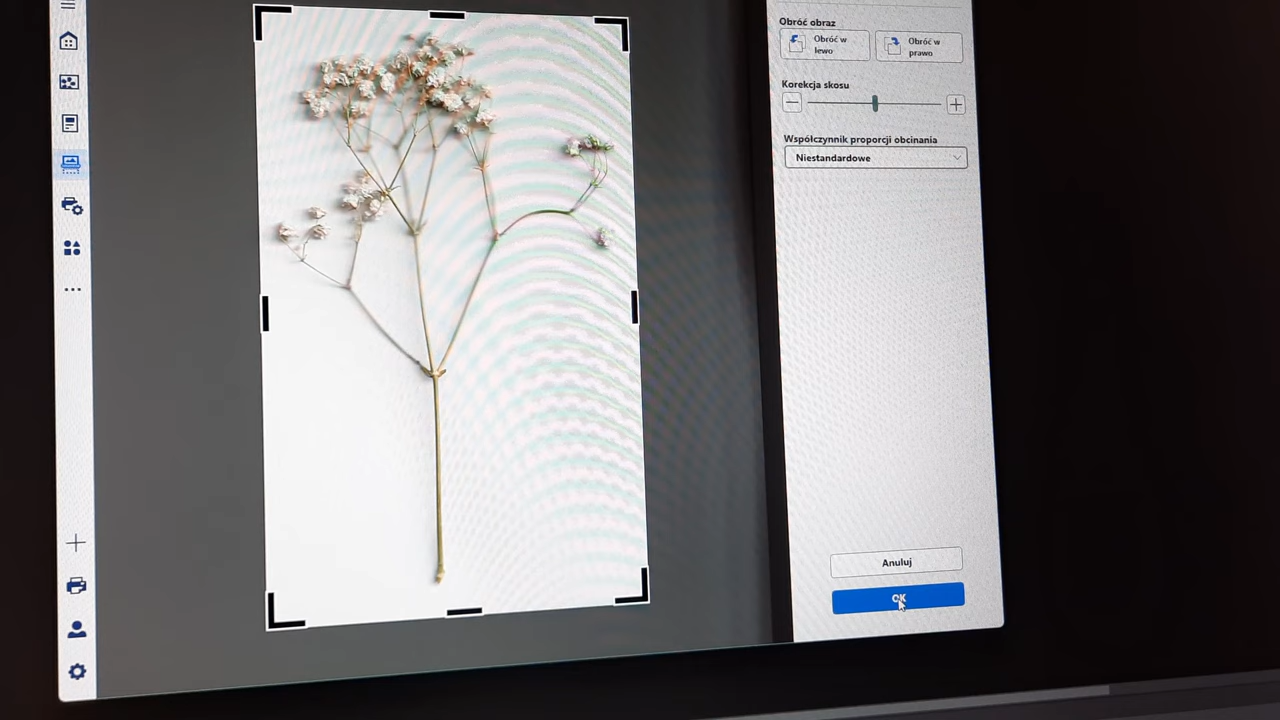 Obróć obraz
Obróć w
lewo
Obróć w
prawo
Korekcja skosu
Współczynnik proporcji obcinania
Niestandardowe
Anuluj
OK